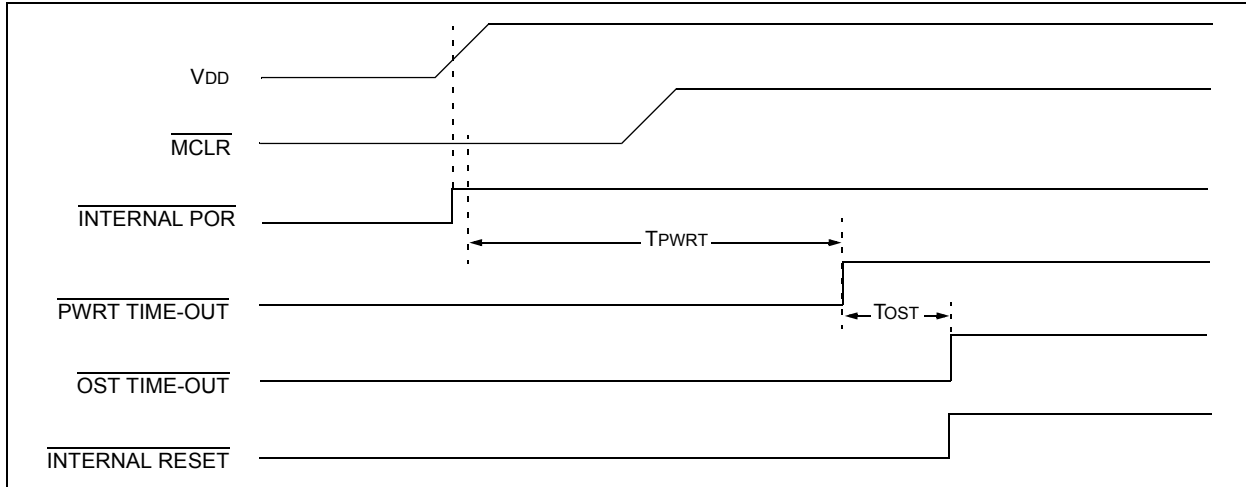 VDD
MCLR
INTERNAL POR
TPWRT
PWRT TIME-OUT
TOST
OST TIME-OUT
INTERNAL RESET